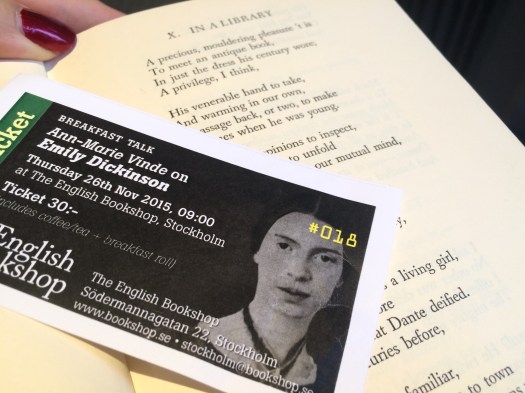 X. IN A LIBRARY
A precious, mouldering pleasure 't is
To meet an antique book,
In just the dress his century wore;
A privilege, I think,
His venerable hand to take,
And warming in our own,
assage back, or two, to make
es when he was young.
pinions to inspect,
to unfold
our mutual mind,
s a living girl,
ore
at Dante deified.
uries before,
familiar,
to town
cket
BREAKFAST TALK
Ann-Marie Vinde on
Emily Dickinson
Thursday 26th Nov 2015, 09:00
at The English Bookshop, Stockholm
Ticket 30:-
includes coffee/tea + breakfast roll)
#018
English
kshop
The English Bookshop
Södermannagatan 22, Stockholm
www.bookshop.se • stockholm@bookshop.se